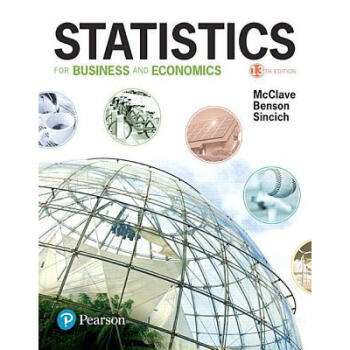 STATISTICS
FOR BUSINESS AND ECONOMICS
13TH EDITION
McClave
Benson
Sincich
Pearson